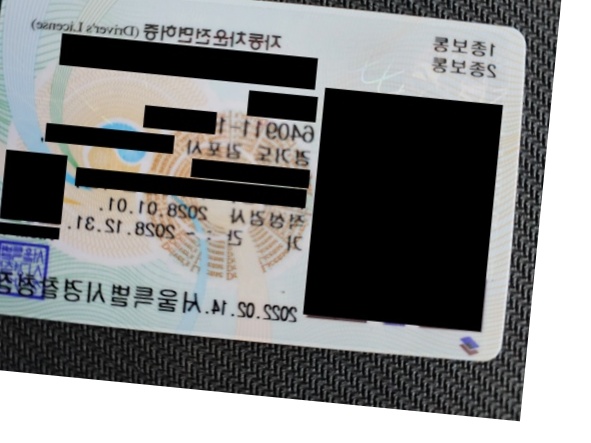 1종보통
2종보통
자동차운전면허증 (Driver's License)
640911-1
경기도 김포시
적성검사 2028.01.01.
기 간 ~ 2028.12.31.
2022.02.14. 서울특별시경찰청장